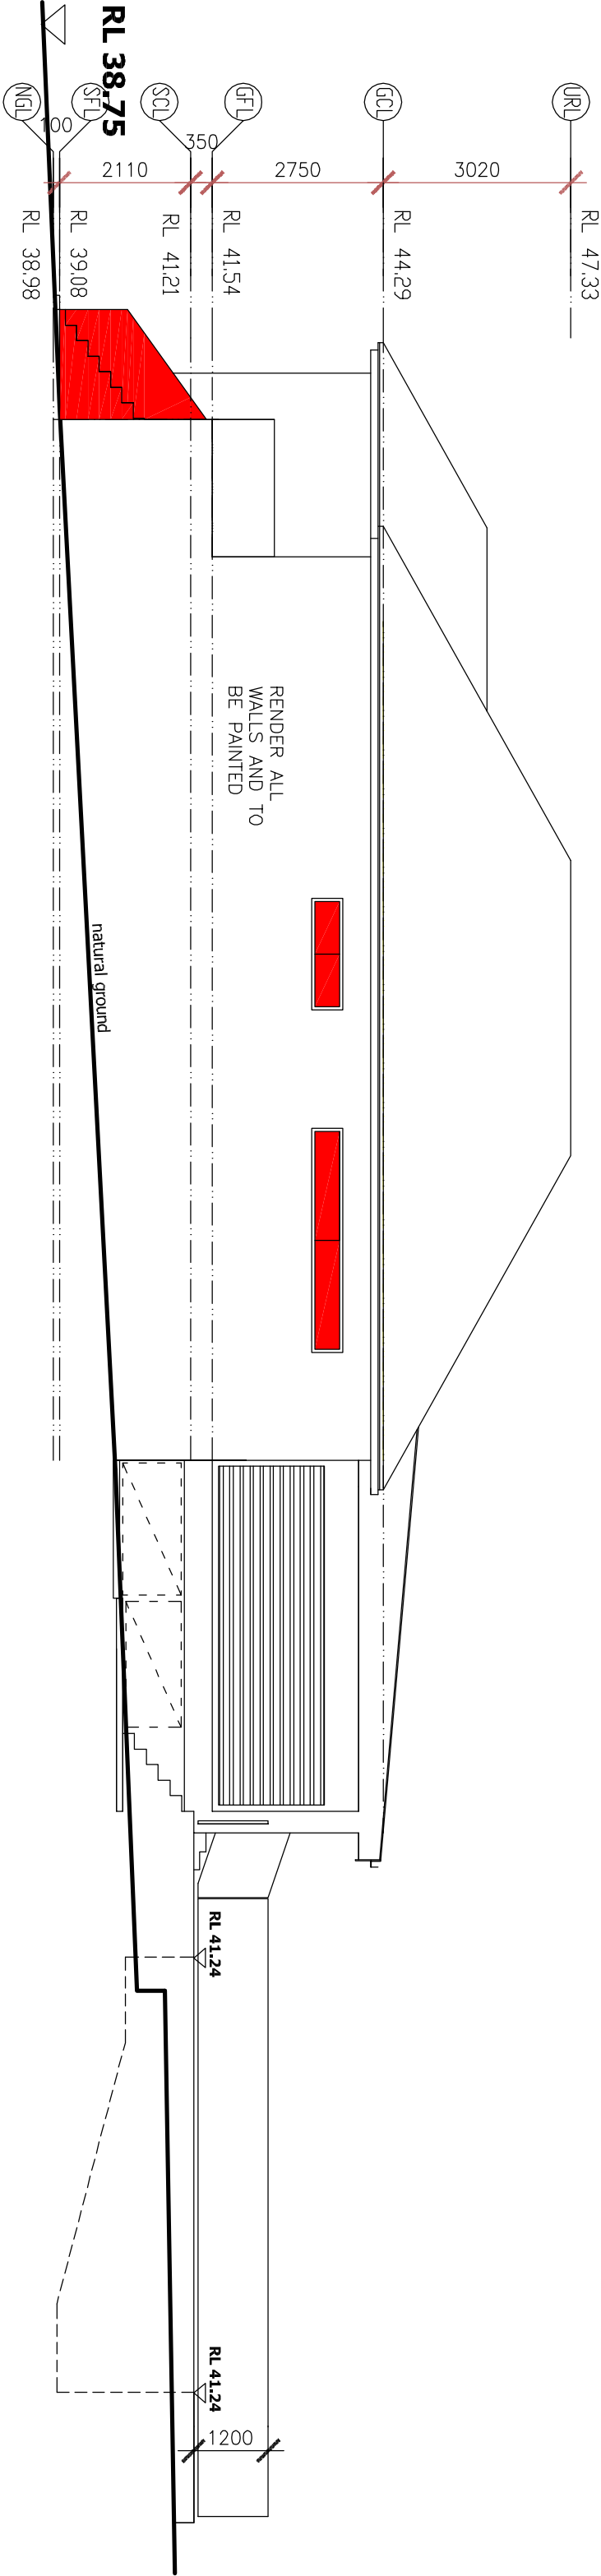 URL
GCL
GFL
SCL
SFL
NGL
3020
2750
350
2110
100
RL 47.33
RL 44.29
RL 41.54
RL 41.21
RL 39.08
RL 38.98
RL 38.75
RENDER ALL
WALLS AND TO
BE PAINTED
natural ground
RL 41.24
RL 41.24
1200